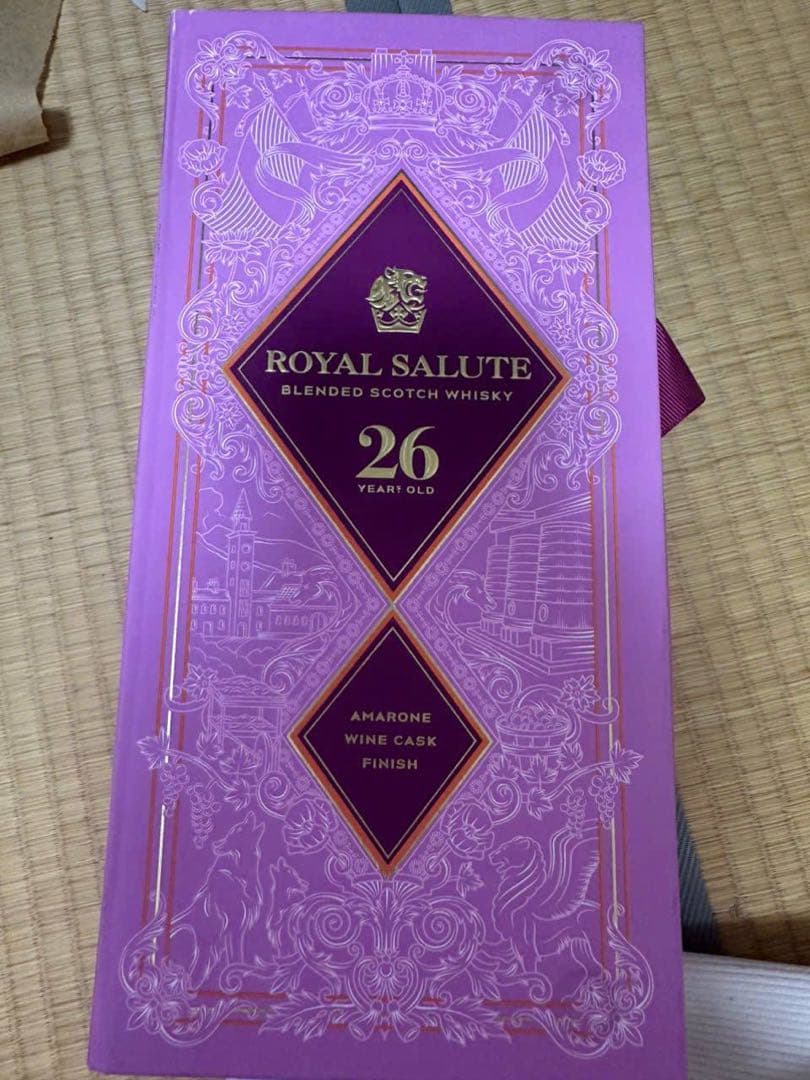 ROYAL SALUTE
BLENDED SCOTCH WHISKY
26
YEARS OLD
AMARONE
WINE CASK
FINISH